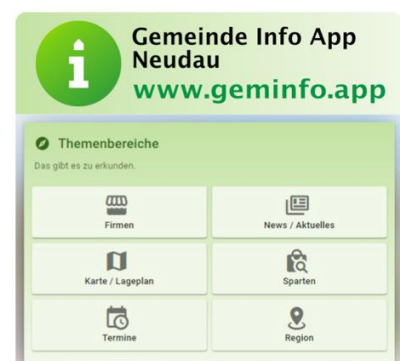 Gemeinde Info App
Neudau
www.geminfo.app
Themenbereiche
Das gibt es zu erkunden.
Firmen
News / Aktuelles
Karte / Lageplan
Sparten
Termine
Region